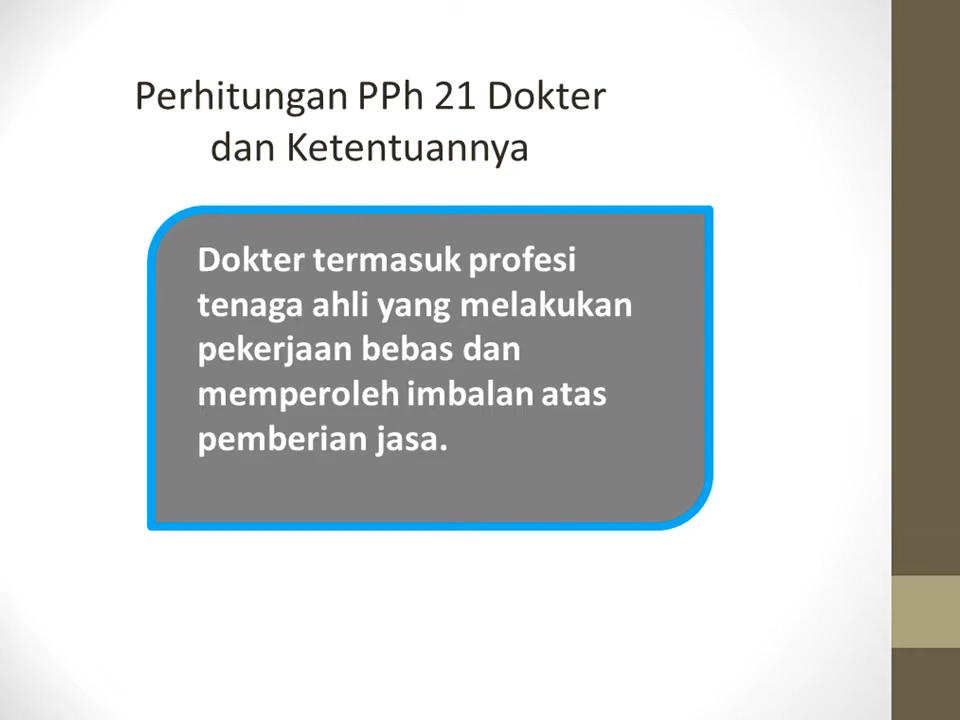 Perhitungan PPh 21 Dokter
dan Ketentuannya
Dokter termasuk profesi
tenaga ahli yang melakukan
pekerjaan bebas dan
memperoleh imbalan atas
pemberian jasa.